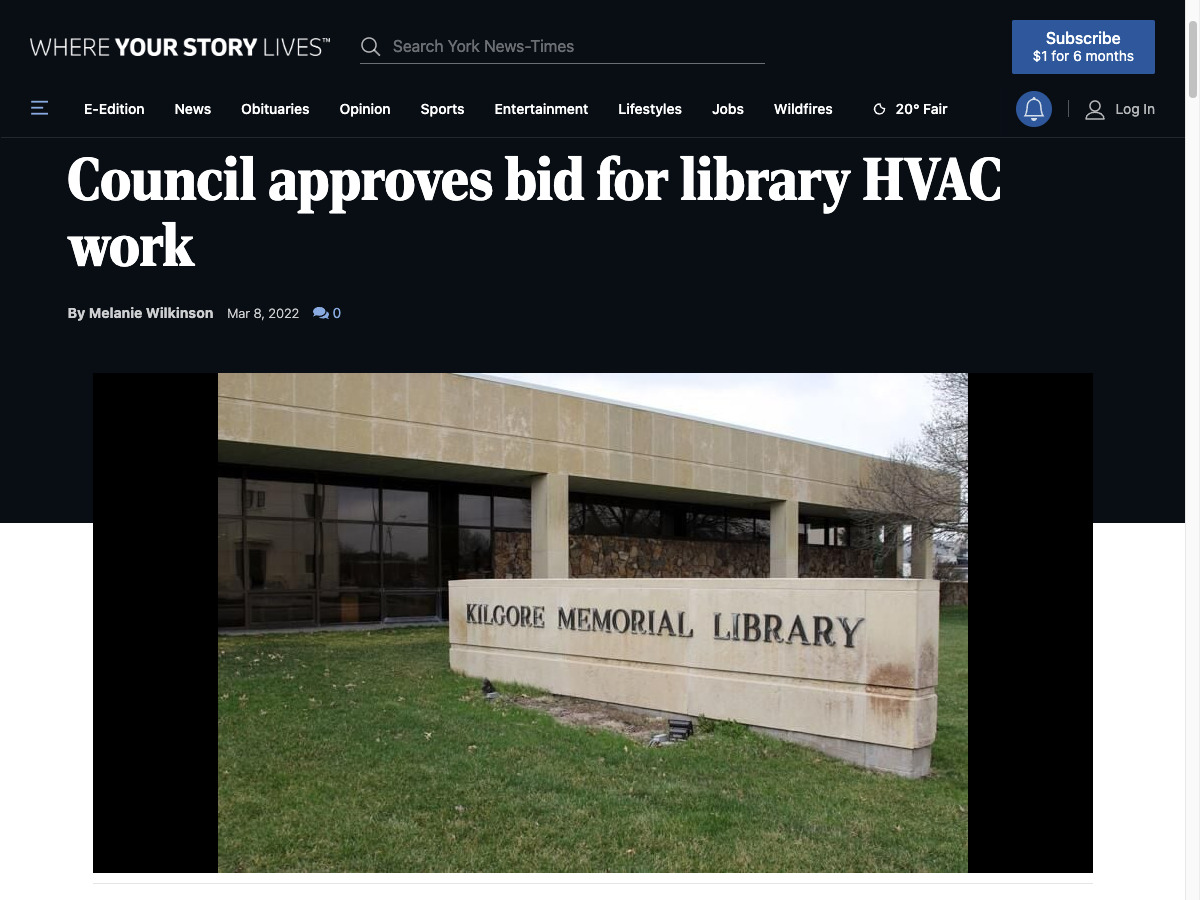 WHERE YOUR STORY LIVES™
Search York News-Times
Subscribe
$1 for 6 months
E-Edition News Obituaries Opinion Sports Entertainment Lifestyles Jobs Wildfires 20° Fair Log In
Council approves bid for library HVAC
work
By Melanie Wilkinson Mar 8, 2022 0
KILGORE MEMORIAL LIBRARY